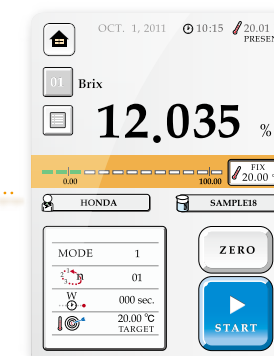 OCT. 1, 2011 10:15 20.01
PRESEN
01 Brix
12.035 %
0.00 100.00
FIX
20.00 °
HONDA SAMPLE18
MODE 1
n 01
W 000 sec.
20.00 °C
TARGET
ZERO
START